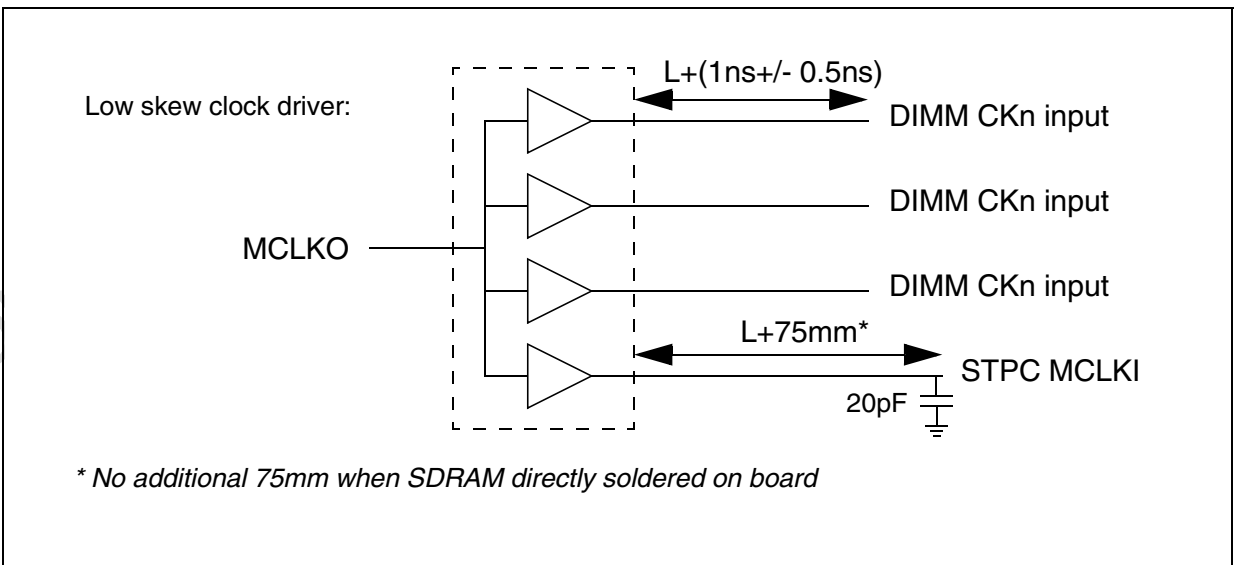 L+(1ns+/- 0.5ns)
Low skew clock driver:
DIMM CKn input
DIMM CKn input
MCLKO
DIMM CKn input
L+75mm*
STPC MCLKI
20pF
* No additional 75mm when SDRAM directly soldered on board